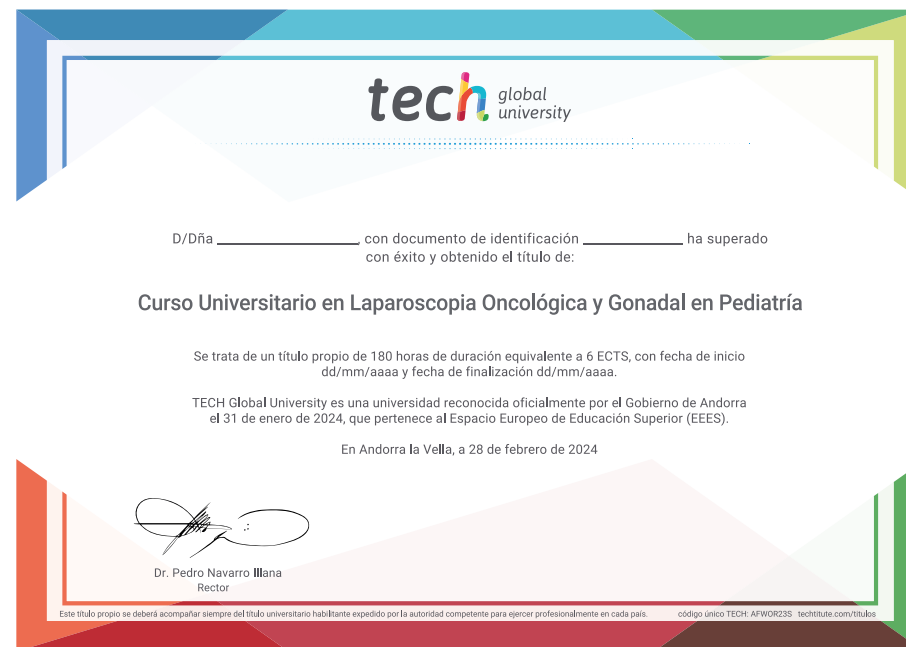 tech global university
D/Dña ____________, con documento de identificación ____________ ha superado
con éxito y obtenido el título de:
Curso Universitario en Laparoscopia Oncológica y Gonadal en Pediatría
Se trata de un título propio de 180 horas de duración equivalente a 6 ECTS, con fecha de inicio
dd/mm/aaaa y fecha de finalización dd/mm/aaaa.
TECH Global University es una universidad reconocida oficialmente por el Gobierno de Andorra
el 31 de enero de 2024, que pertenece al Espacio Europeo de Educación Superior (EEES).
En Andorra la Vella, a 28 de febrero de 2024
Dr. Pedro Navarro Illana
Rector
Este título propio se deberá acompañar siempre del título universitario habilitante expedido por la autoridad competente para ejercer profesionalmente en cada país. código único TECH: AFWOR23S techtitute.com/titulos